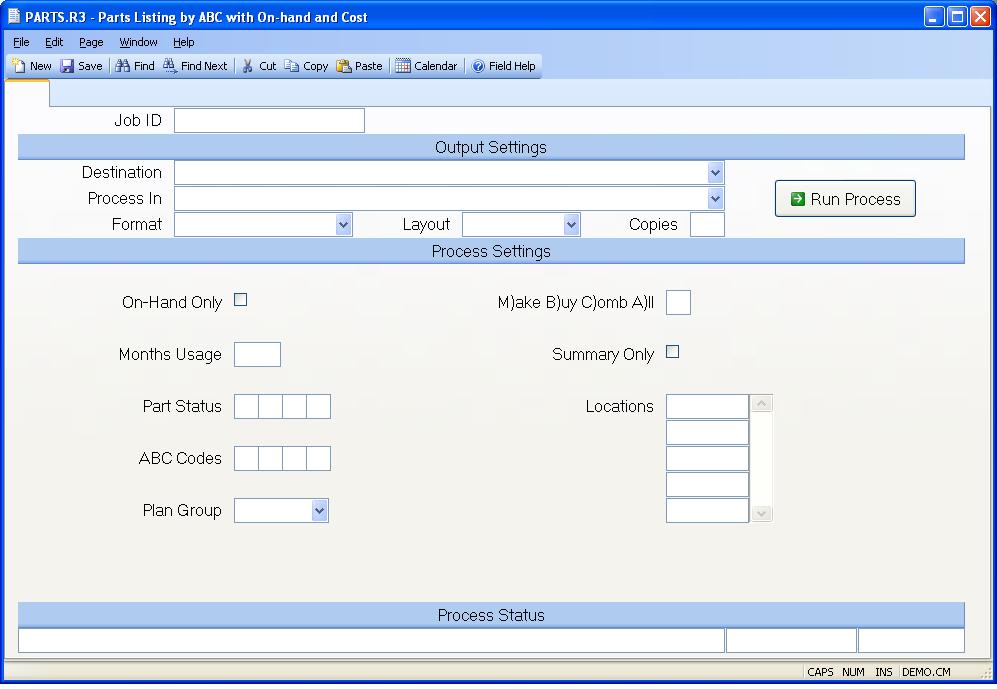 PARTS.R3 - Parts Listing by ABC with On-hand and Cost
File Edit Page Window Help
New Save Find Find Next Cut Copy Paste Calendar Field Help
Job ID
Output Settings
Destination
Process In
Run Process
Format Layout Copies
Process Settings
On-Hand Only M)ake B)uy C)omb A)ll
Months Usage Summary Only
Part Status Locations
ABC Codes
Plan Group
Process Status
CAPS NUM INS DEMO.CM